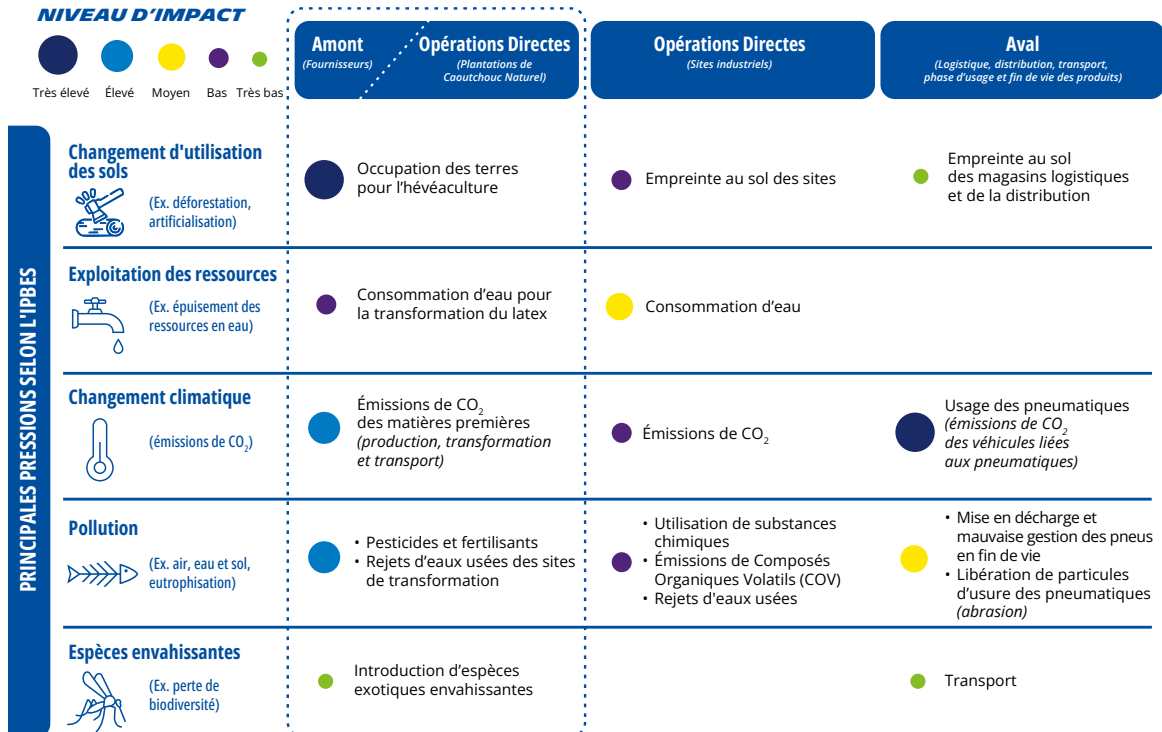 NIVEAU D'IMPACT
Très élevé
Élevé
Moyen
Bas
Très bas
Amont
(Fournisseurs)
Opérations Directes
(Plantations de
Caoutchouc Naturel)
Opérations Directes
(Sites industriels)
Aval
(Logistique, distribution, transport,
phase d'usage et fin de vie des produits)
PRINCIPALES PRESSIONS SELON L'IPBES
Changement d'utilisation
des sols
(Ex. déforestation,
artificialisation)
Occupation des terres
pour l'hévéaculture
Empreinte au sol des sites
Empreinte au sol
des magasins logistiques
et de la distribution
Exploitation des ressources
(Ex. épuisement des
ressources en eau)
Consommation d'eau pour
la transformation du latex
Consommation d'eau
Changement climatique
(émissions de CO₂)
Émissions de CO₂
des matières premières
(production, transformation
et transport)
Émissions de CO₂
Usage des pneumatiques
(émissions de CO₂
des véhicules liées
aux pneumatiques)
Pollution
(Ex. air, eau et sol,
eutrophisation)
• Pesticides et fertilisants
• Rejets d'eaux usées des sites
de transformation
• Utilisation de substances
chimiques
• Émissions de Composés
Organiques Volatils (COV)
• Rejets d'eaux usées
• Mise en décharge et
mauvaise gestion des pneus
en fin de vie
• Libération de particules
d'usure des pneumatiques
(abrasion)
Espèces envahissantes
(Ex. perte de
biodiversité)
Introduction d'espèces
exotiques envahissantes
Transport